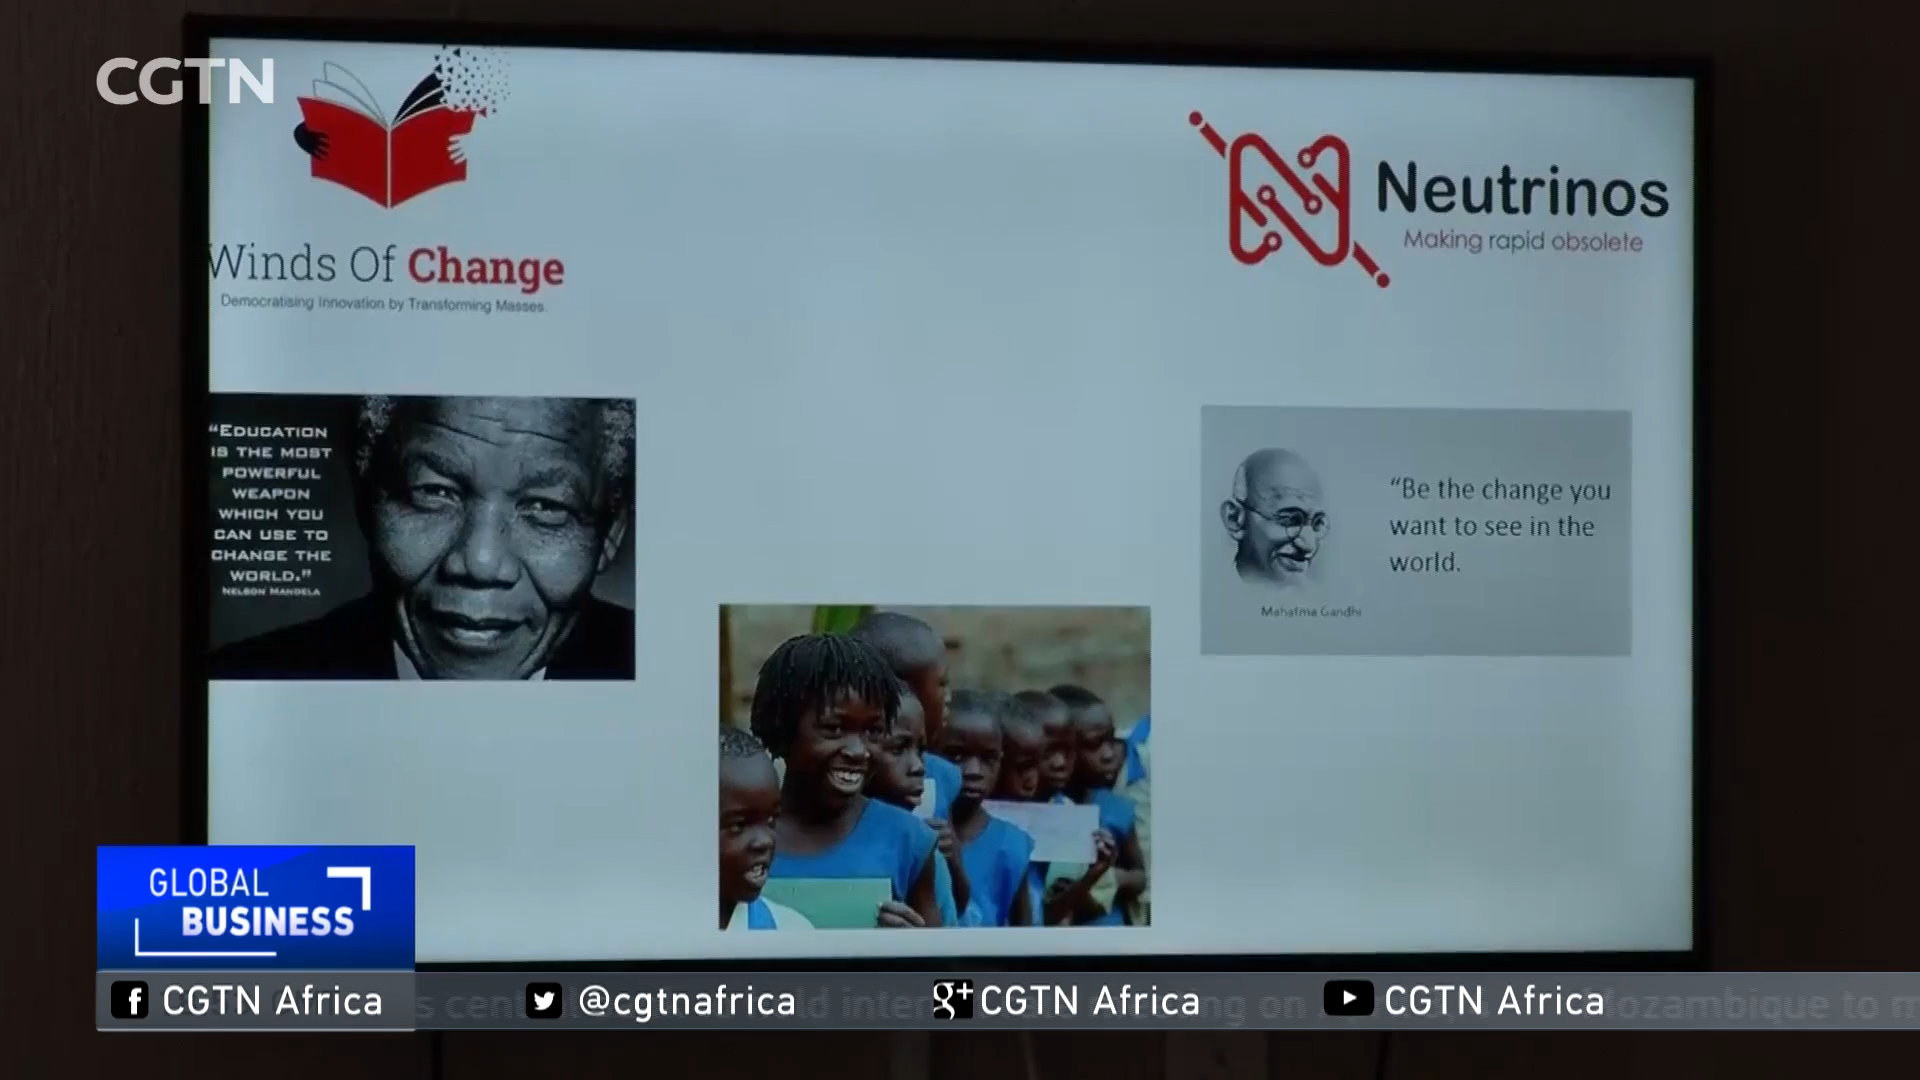 CGTN
Winds Of Change
Democratising Innovation by Transforming Masses.
Neutrinos
Making rapid obsolete
“EDUCATION
IS THE MOST
POWERFUL
WEAPON
WHICH YOU
CAN USE TO
CHANGE THE
WORLD.”
NELSON MANDELA
“Be the change you
want to see in the
world.
Mahatma Gandhi
GLOBAL
BUSINESS
f CGTN Africa
@cgtnafrica
g+ CGTN Africa
CGTN Africa
Mozambique to